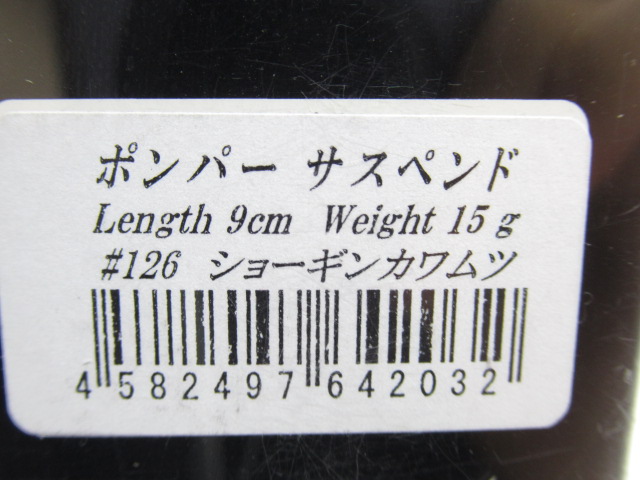 ポンパー サスペンド
Length 9cm Weight 15 g
#126 ショーギンカワムツ
4 582497 642032